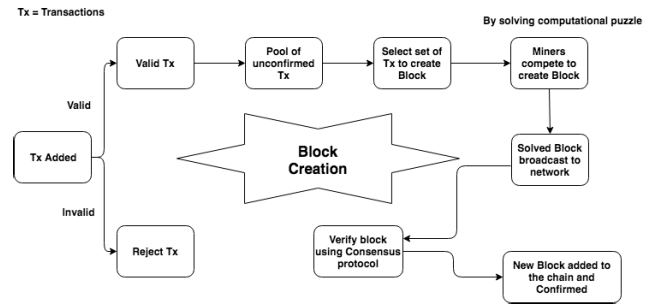 Tx = Transactions
By solving computational puzzle
Valid Tx
Pool of
unconfirmed
Tx
Select set of
Tx to create
Block
Miners
compete to
create Block
Valid
Tx Added
Block
Creation
Solved Block
broadcast to
network
Invalid
Reject Tx
Verify block
using Consensus
protocol
New Block added to
the chain and
Confirmed